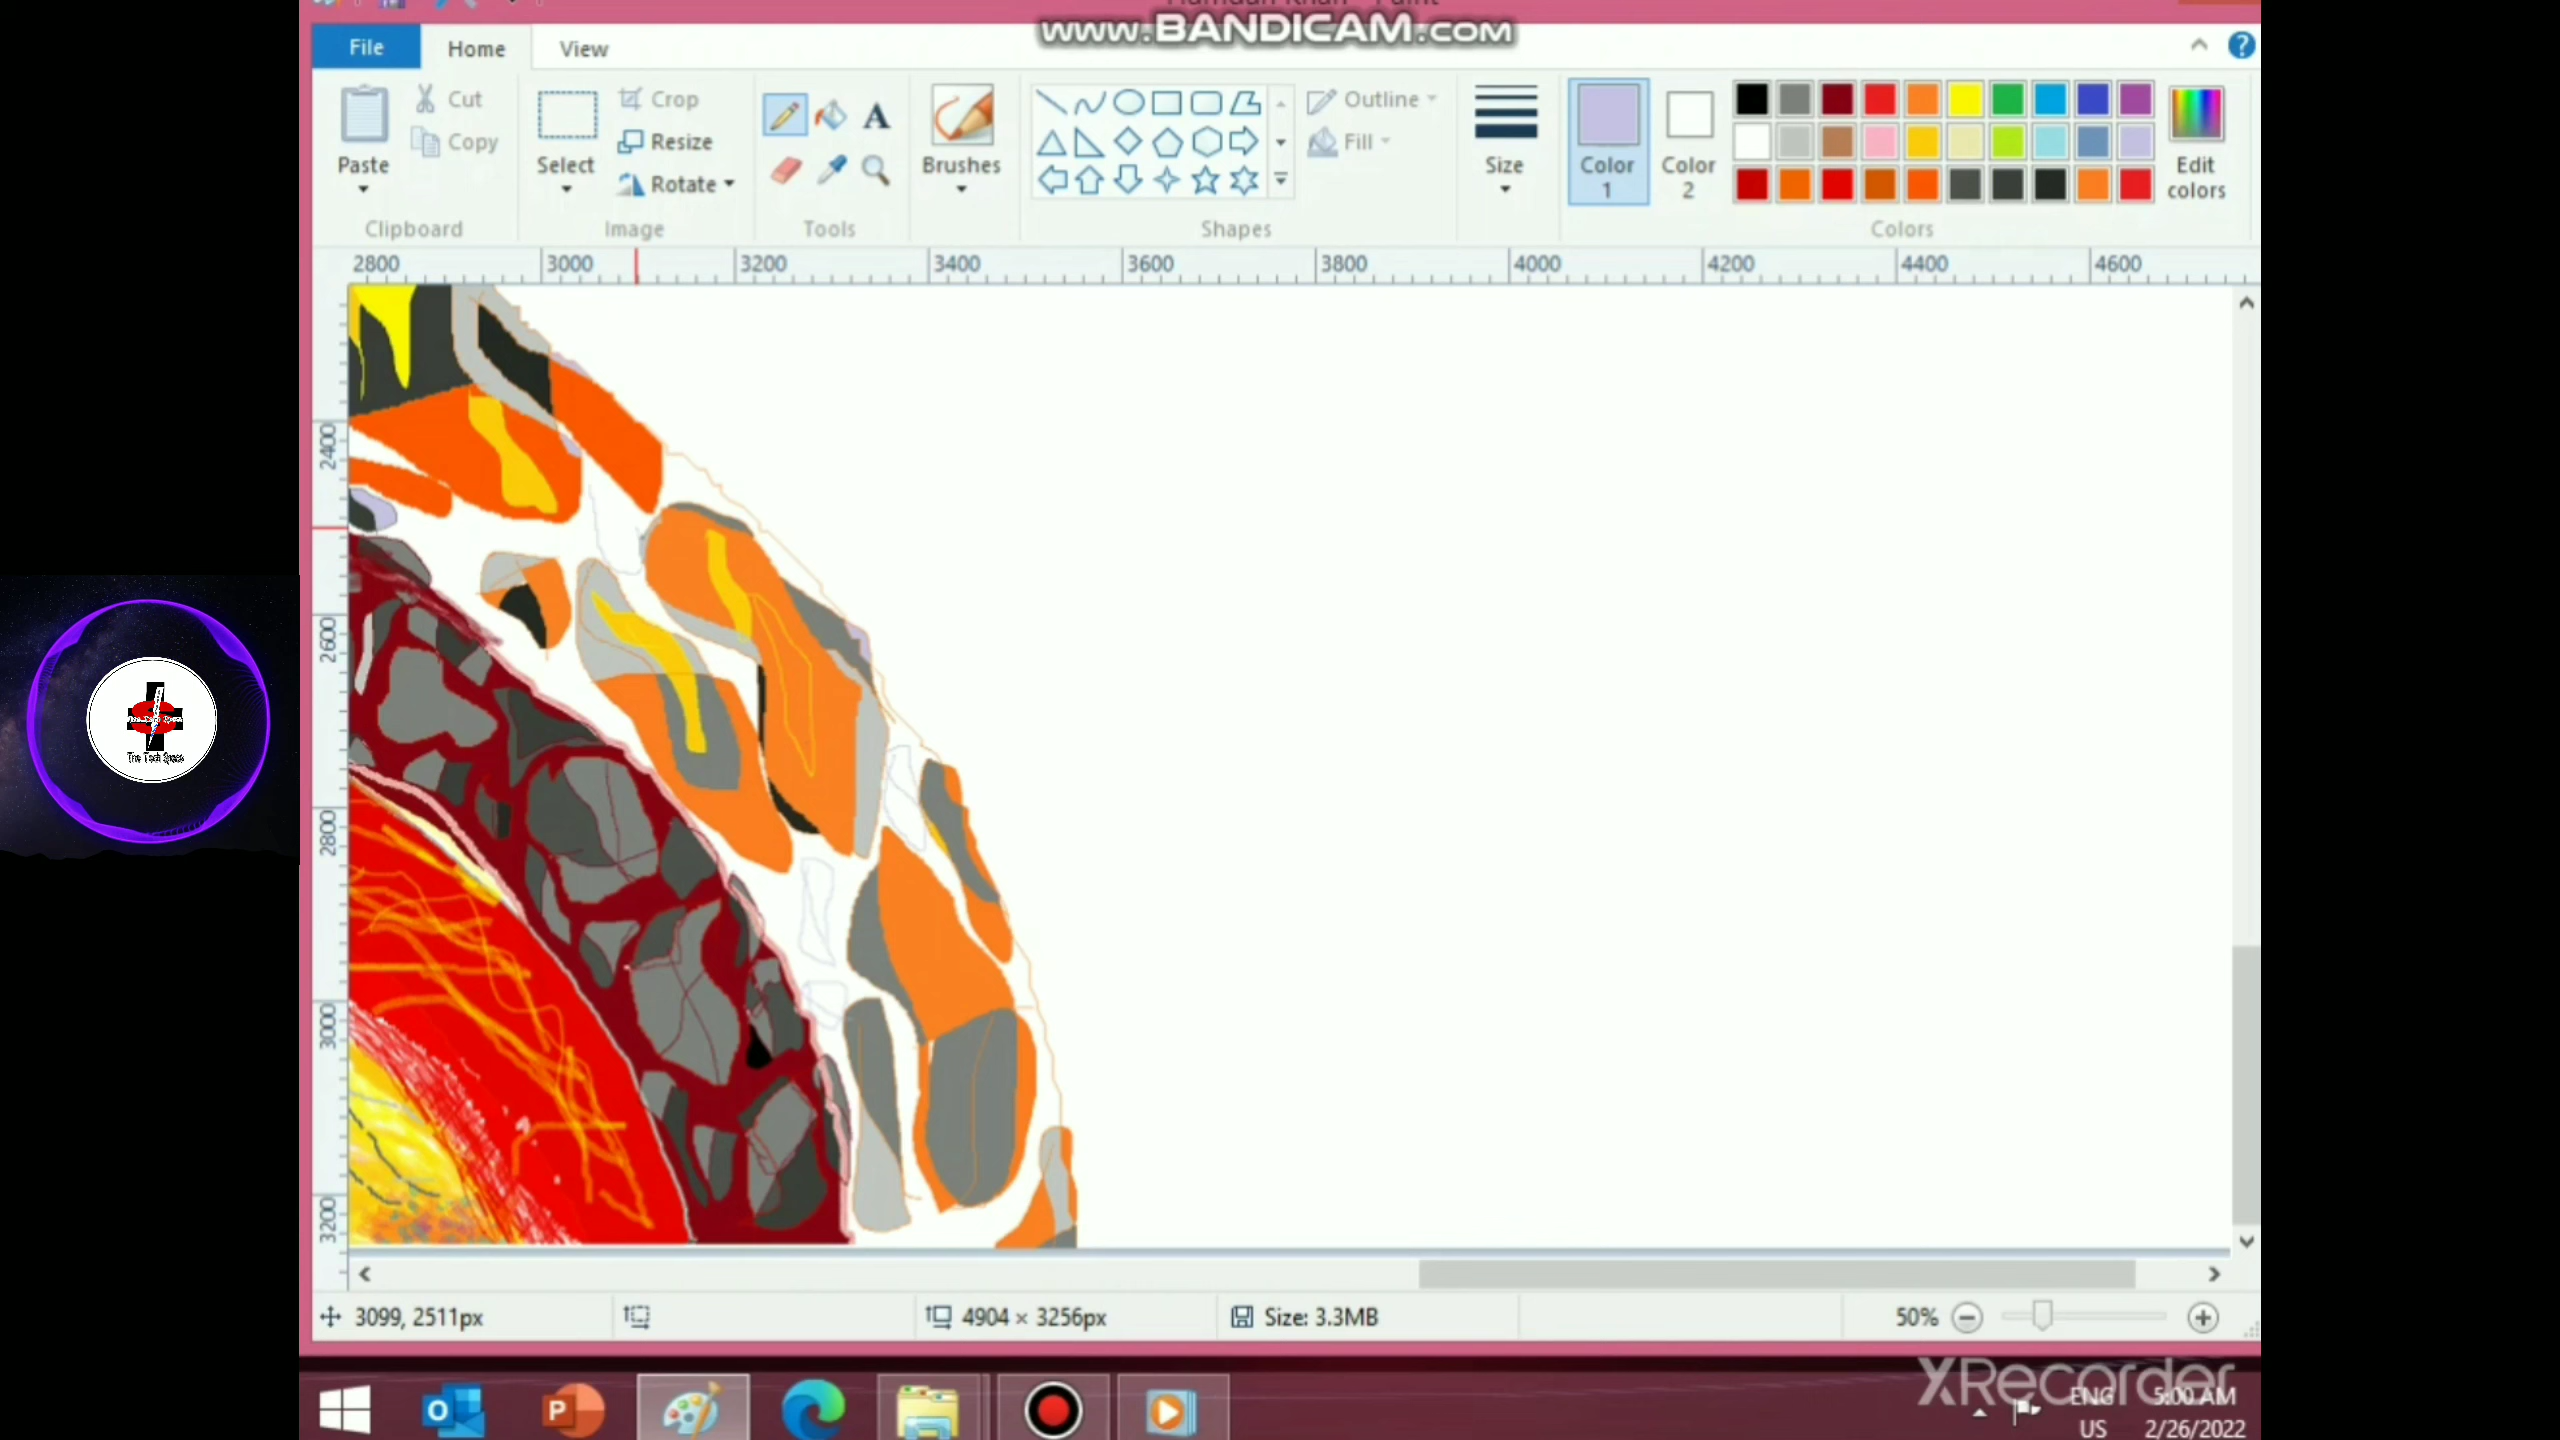 www.BANDICAM.com
File
Home
View
Paste
Cut
Copy
Clipboard
Select
Crop
Resize
Rotate
Image
A
Tools
Brushes
Shapes
Outline
Fill
Size
Color
1
Color
2
Edit
colors
Colors
2800
3000
3200
3400
3600
3800
4000
4200
4400
4600
2400
2600
2800
3000
3200
The Tech Space
3099, 2511px
4904 × 3256px
Size: 3.3MB
50%
XRecorder
ENG
US
5:00 AM
2/26/2022